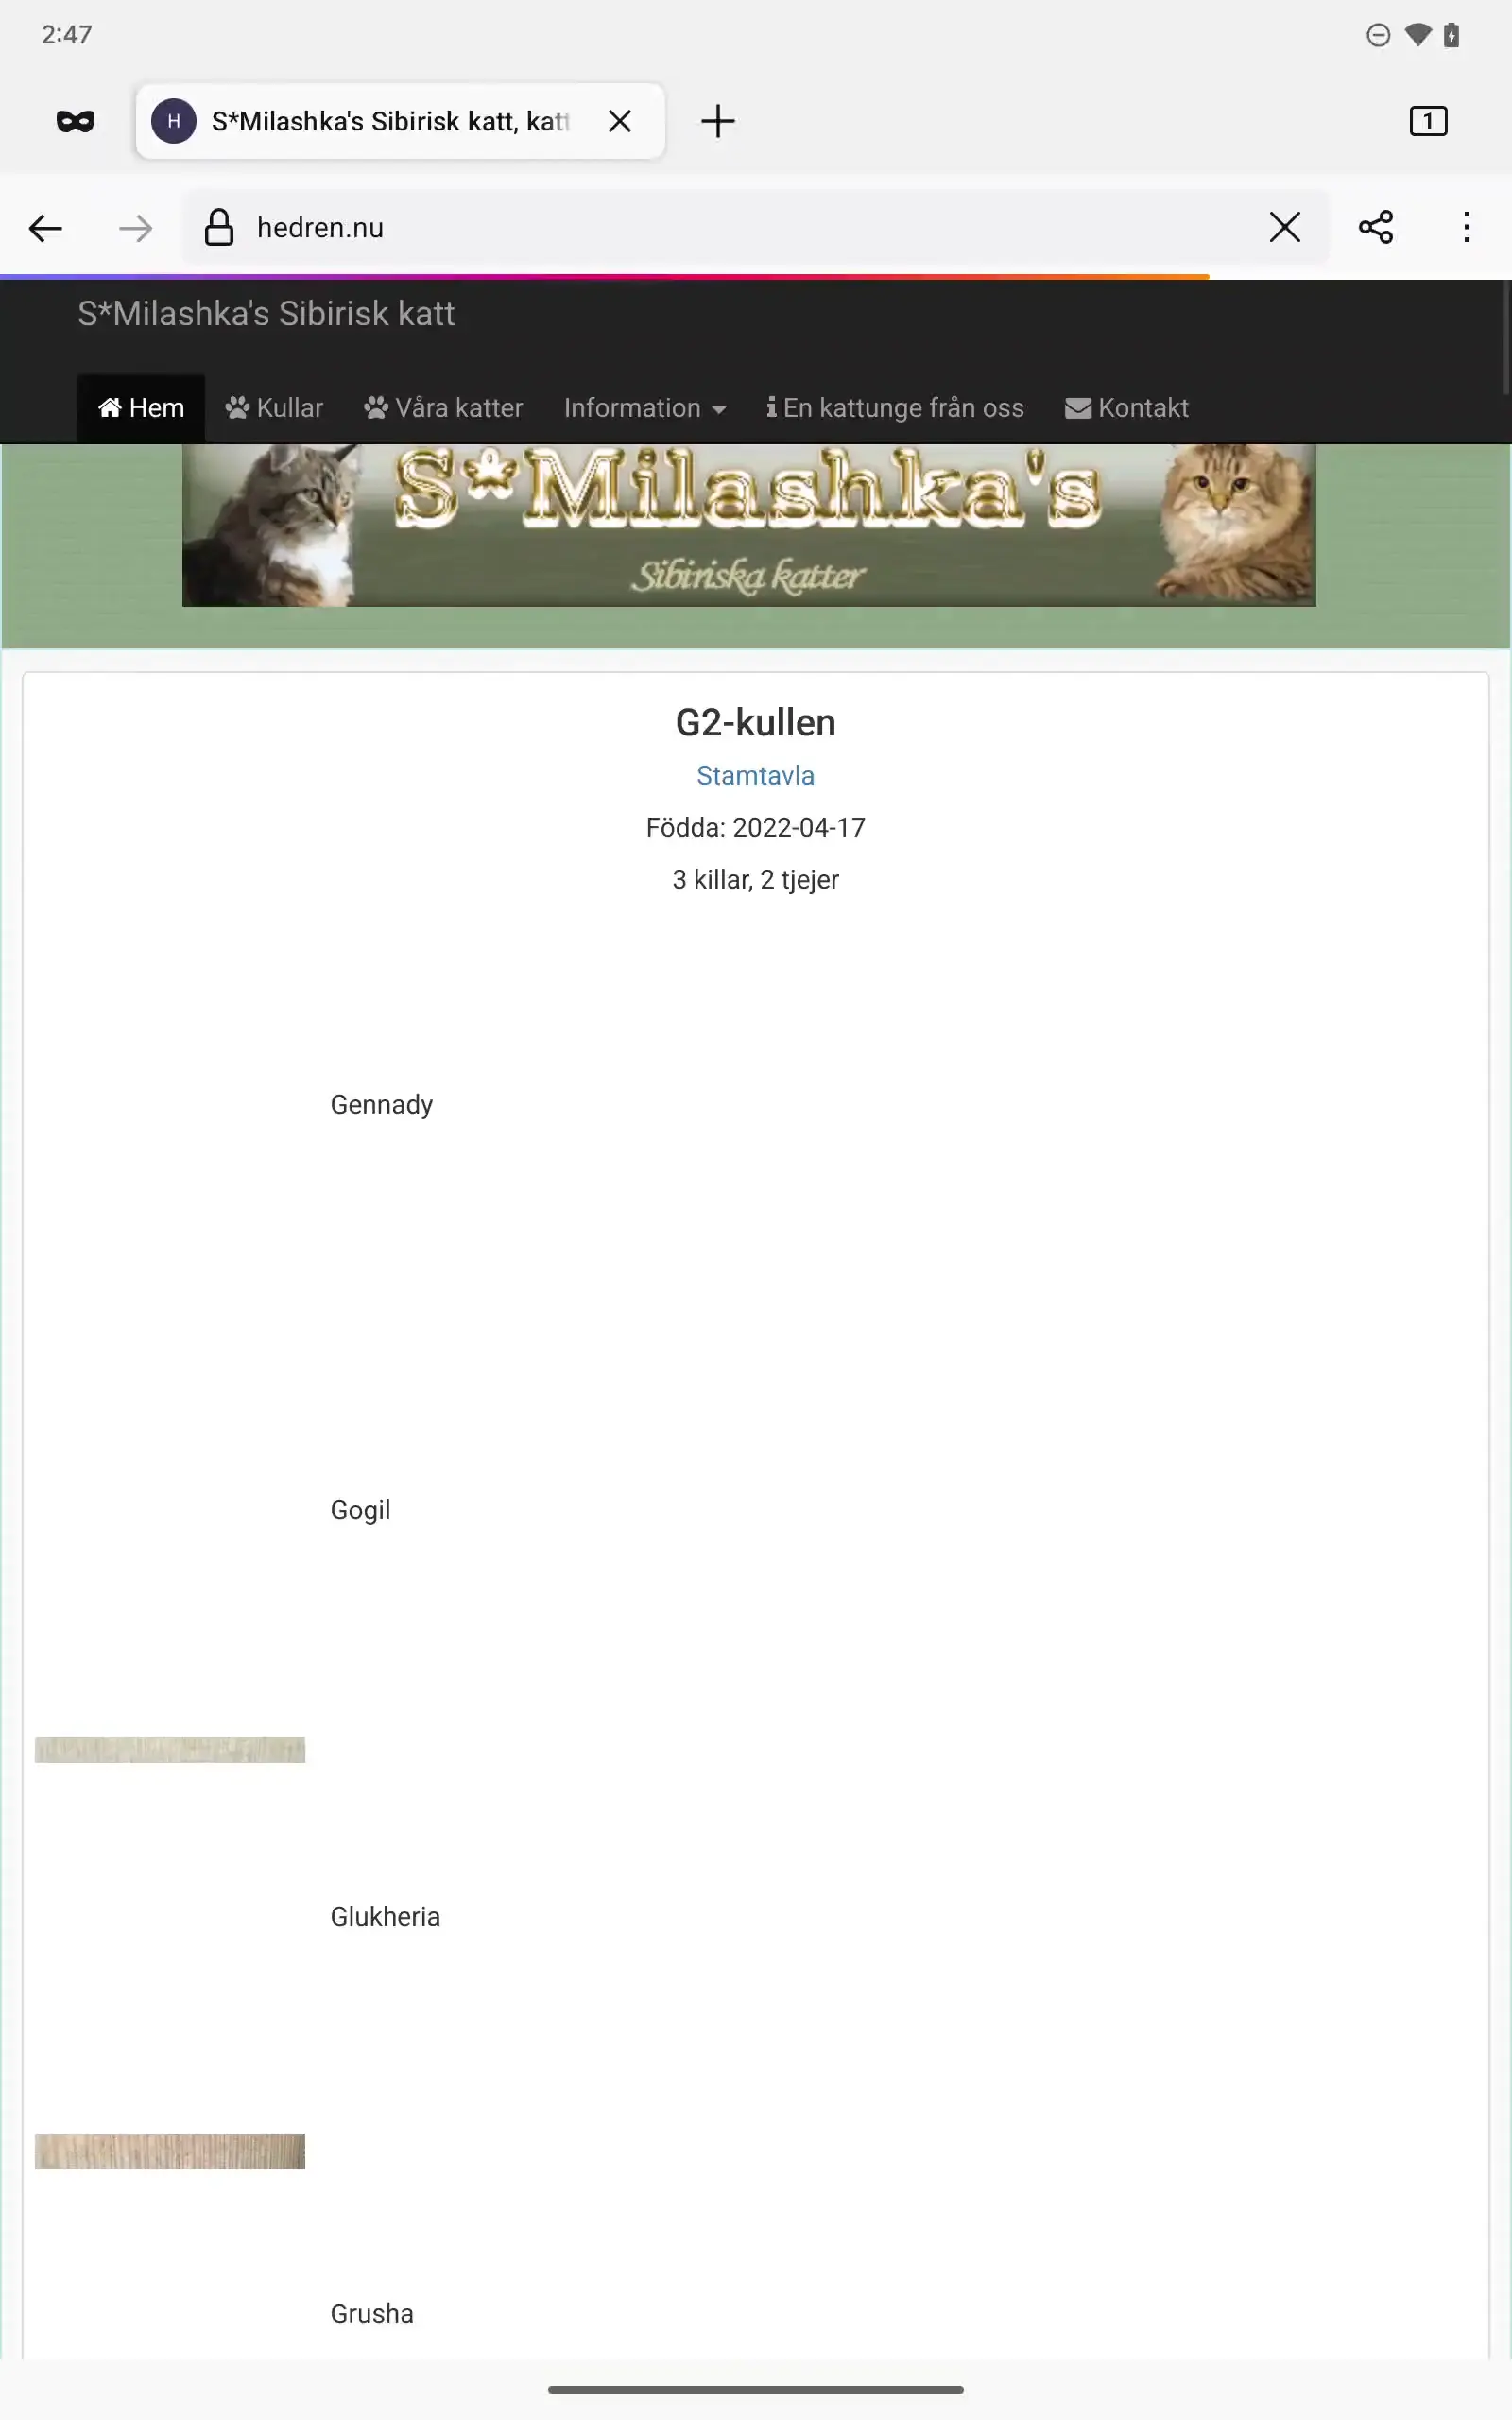 2:47
H S*Milashka's Sibirisk katt, katt
1
hedren.nu
S*Milashka's Sibirisk katt
Hem Kullar Våra katter Information En kattunge från oss Kontakt
S*Milashka's
Sibiriska katter
G2-kullen
Stamtavla
Födda: 2022-04-17
3 killar, 2 tjejer
Gennady
Gogil
Glukheria
Grusha